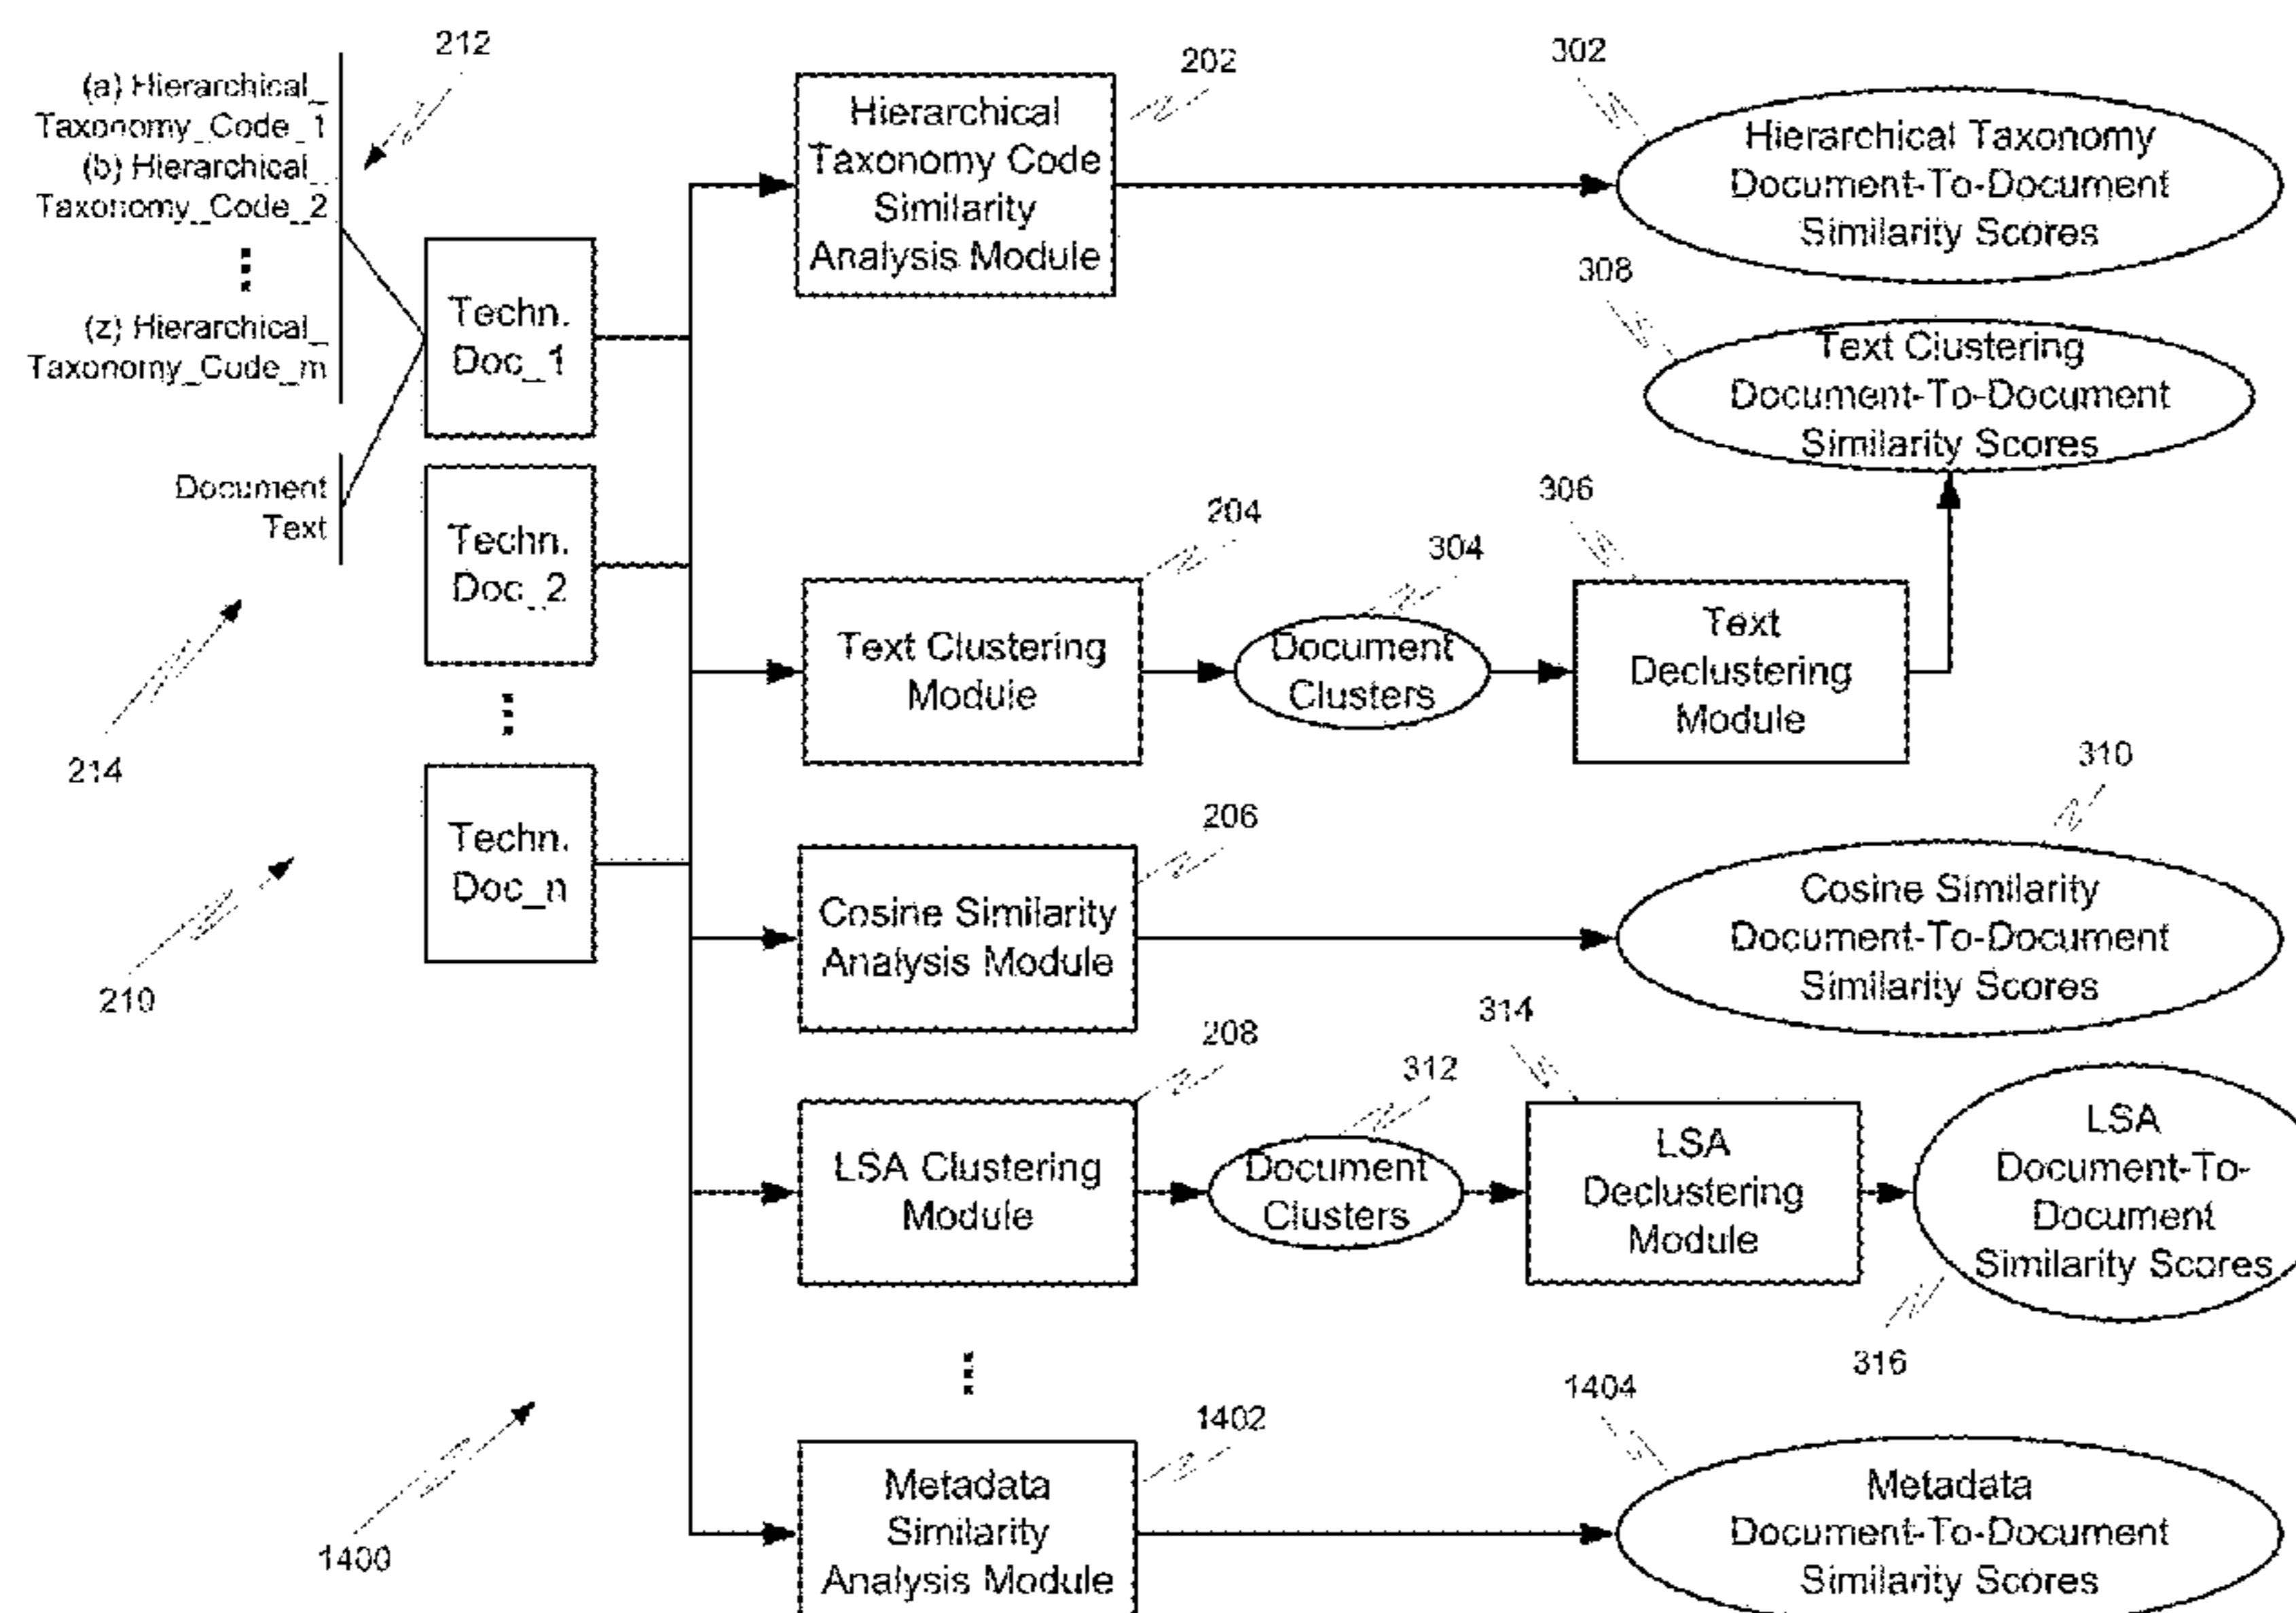 212
(a) Hierarchical_
Taxonomy_Code_1
(b) Hierarchical_
Taxonomy_Code_2
(z) Hierarchical_
Taxonomy_Code_m
Document
Text
214
210
1400
Techn.
Doc_1
Techn.
Doc_2
Techn.
Doc_n
202
Hierarchical
Taxonomy Code
Similarity
Analysis Module
302
Hierarchical Taxonomy
Document-To-Document
Similarity Scores
308
Text Clustering
Document-To-Document
Similarity Scores
204
Text Clustering
Module
304
Document
Clusters
306
Text
Declustering
Module
206
Cosine Similarity
Analysis Module
310
Cosine Similarity
Document-To-Document
Similarity Scores
208
LSA Clustering
Module
312
Document
Clusters
314
LSA
Declustering
Module
LSA
Document-To-
Document
Similarity Scores
316
1402
Metadata
Similarity
Analysis Module
1404
Metadata
Document-To-Document
Similarity Scores